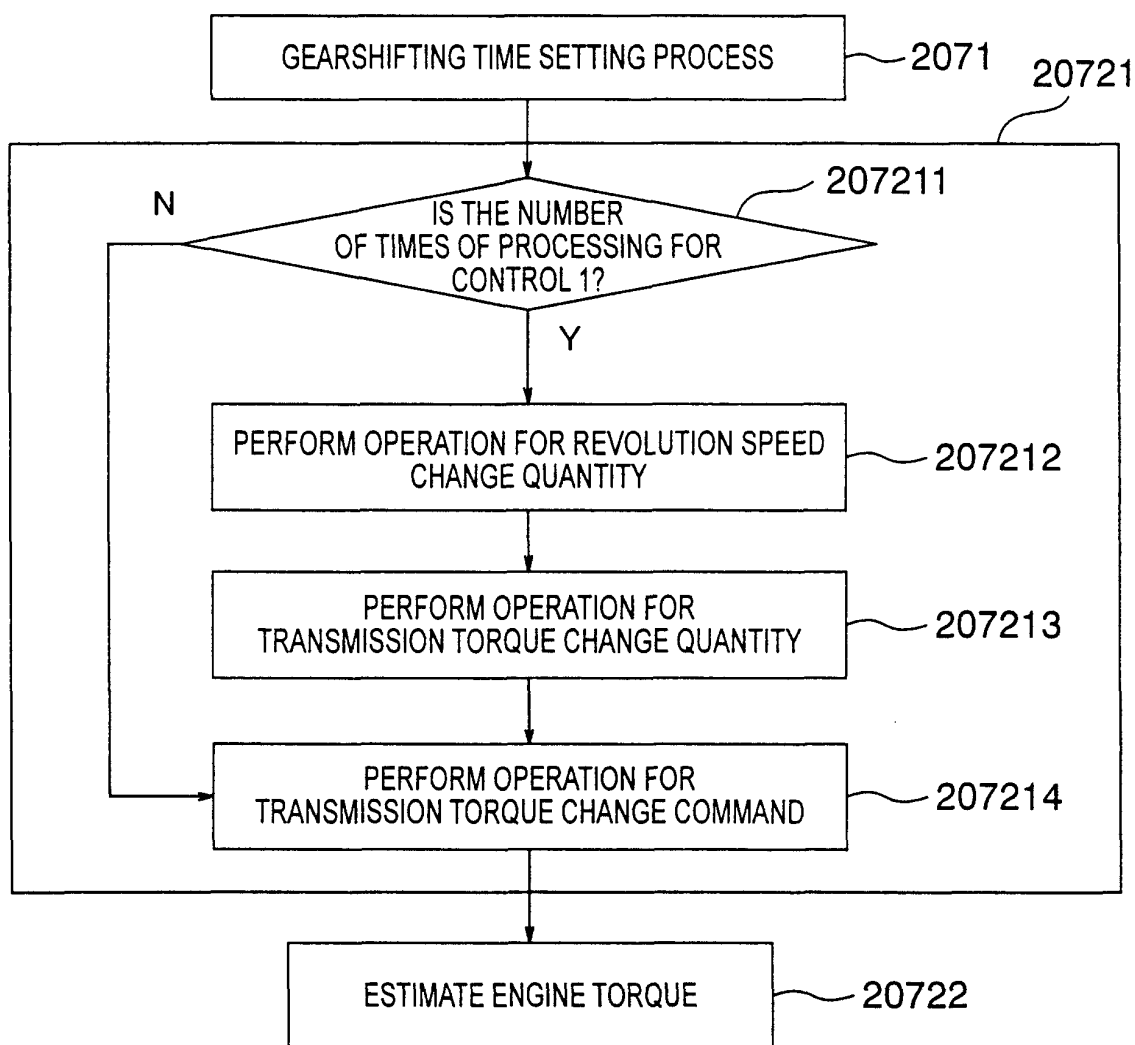 GEARSHIFTING TIME SETTING PROCESS
2071
20721
207211
N
IS THE NUMBER
OF TIMES OF PROCESSING FOR
CONTROL 1?
Y
PERFORM OPERATION FOR REVOLUTION SPEED
CHANGE QUANTITY
207212
PERFORM OPERATION FOR
TRANSMISSION TORQUE CHANGE QUANTITY
207213
PERFORM OPERATION FOR
TRANSMISSION TORQUE CHANGE COMMAND
207214
ESTIMATE ENGINE TORQUE
20722